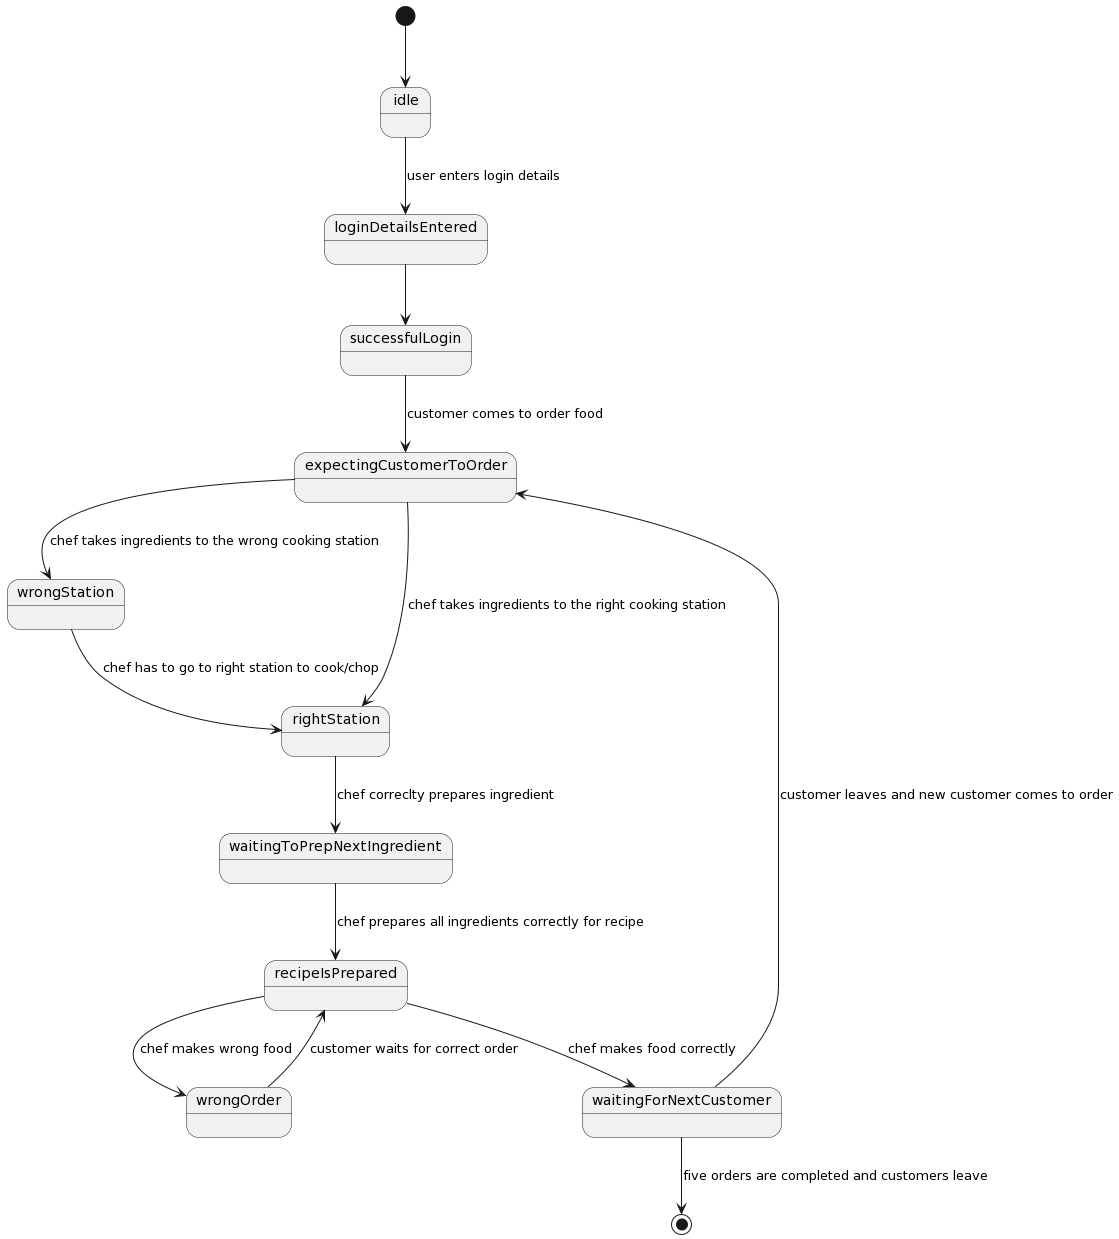 idle
user enters login details
loginDetailsEntered
successfulLogin
customer comes to order food
expectingCustomerToOrder
chef takes ingredients to the wrong cooking station
wrongStation
chef takes ingredients to the right cooking station
chef has to go to right station to cook/chop
rightStation
chef correclty prepares ingredient
customer leaves and new customer comes to order
waitingToPrepNextIngredient
chef prepares all ingredients correctly for recipe
recipeIsPrepared
chef makes wrong food
customer waits for correct order
chef makes food correctly
wrongOrder
waitingForNextCustomer
five orders are completed and customers leave